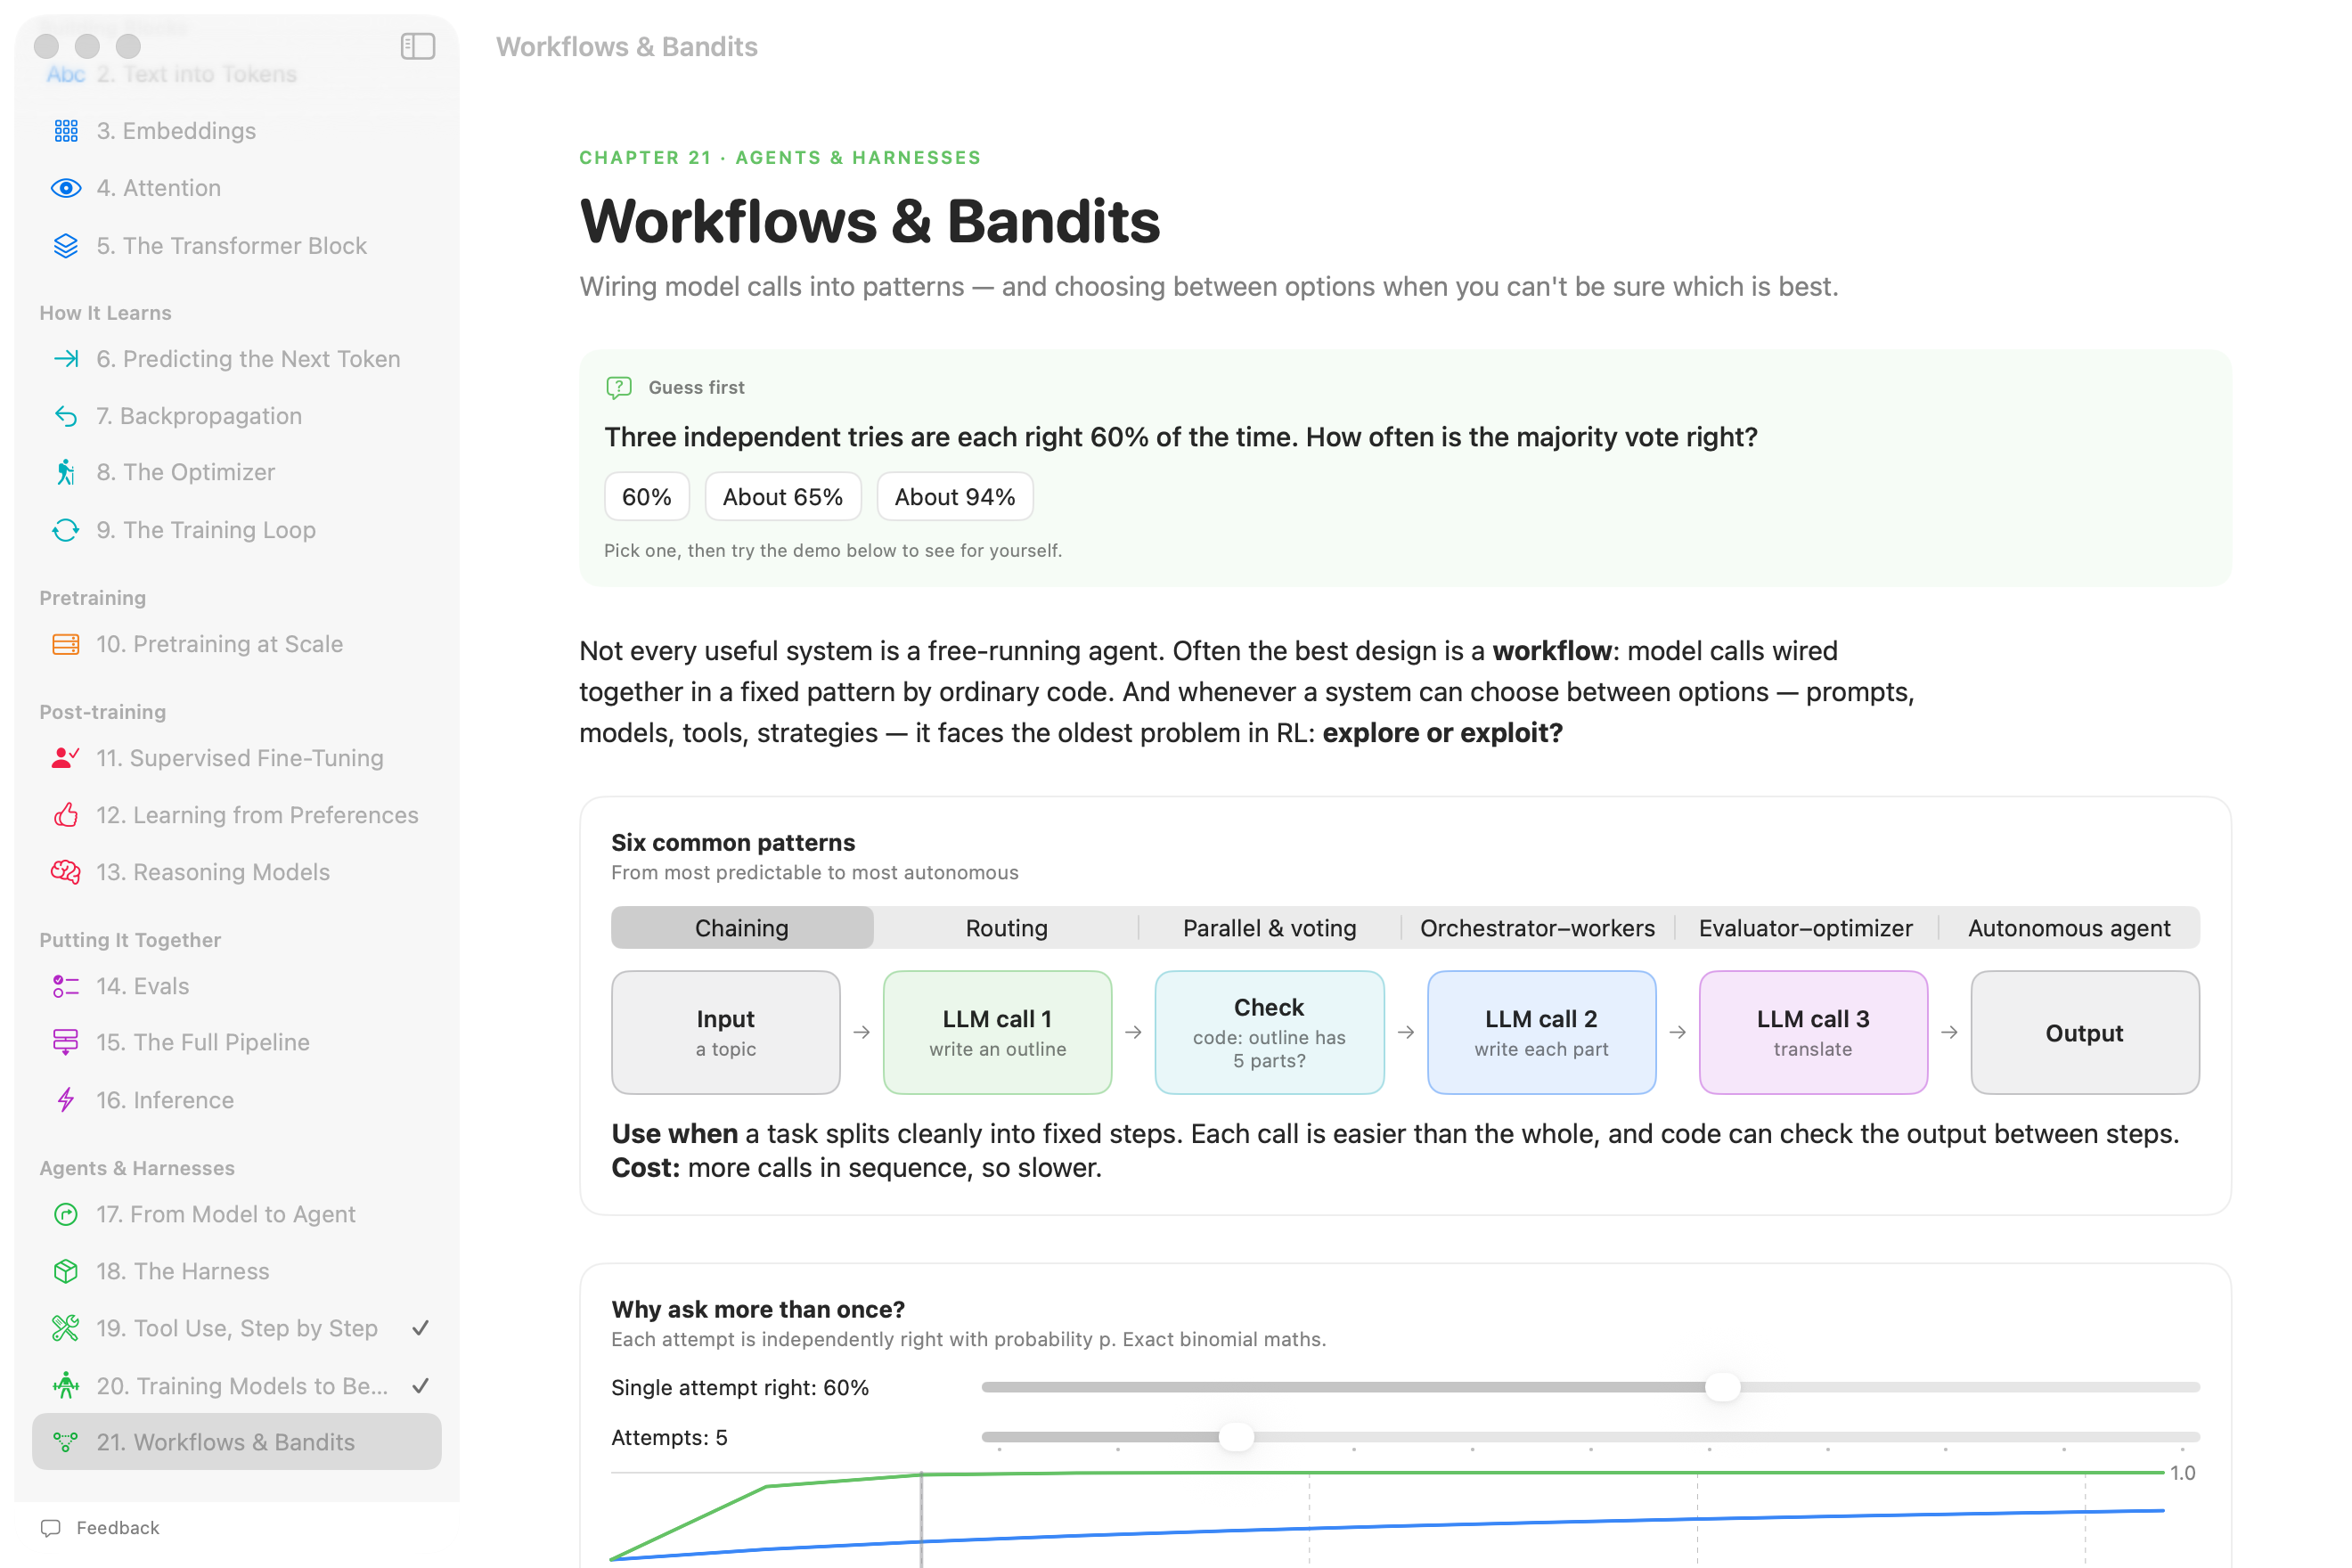 Abc 2. Text into Tokens
3. Embeddings
4. Attention
5. The Transformer Block
How It Learns
6. Predicting the Next Token
7. Backpropagation
8. The Optimizer
9. The Training Loop
Pretraining
10. Pretraining at Scale
Post-training
11. Supervised Fine-Tuning
12. Learning from Preferences
13. Reasoning Models
Putting It Together
14. Evals
15. The Full Pipeline
16. Inference
Agents & Harnesses
17. From Model to Agent
18. The Harness
19. Tool Use, Step by Step
20. Training Models to Be...
21. Workflows & Bandits
Feedback
Workflows & Bandits
CHAPTER 21 · AGENTS & HARNESSES
Workflows & Bandits
Wiring model calls into patterns — and choosing between options when you can't be sure which is best.
Guess first
Three independent tries are each right 60% of the time. How often is the majority vote right?
60%
About 65%
About 94%
Pick one, then try the demo below to see for yourself.
Not every useful system is a free-running agent. Often the best design is a workflow: model calls wired
together in a fixed pattern by ordinary code. And whenever a system can choose between options — prompts,
models, tools, strategies — it faces the oldest problem in RL: explore or exploit?
Six common patterns
From most predictable to most autonomous
Chaining
Routing
Parallel & voting
Orchestrator–workers
Evaluator–optimizer
Autonomous agent
Input
a topic
→
LLM call 1
write an outline
→
Check
code: outline has
5 parts?
→
LLM call 2
write each part
→
LLM call 3
translate
→
Output
Use when a task splits cleanly into fixed steps. Each call is easier than the whole, and code can check the output between steps.
Cost: more calls in sequence, so slower.
Why ask more than once?
Each attempt is independently right with probability p. Exact binomial maths.
Single attempt right: 60%
Attempts: 5
1.0